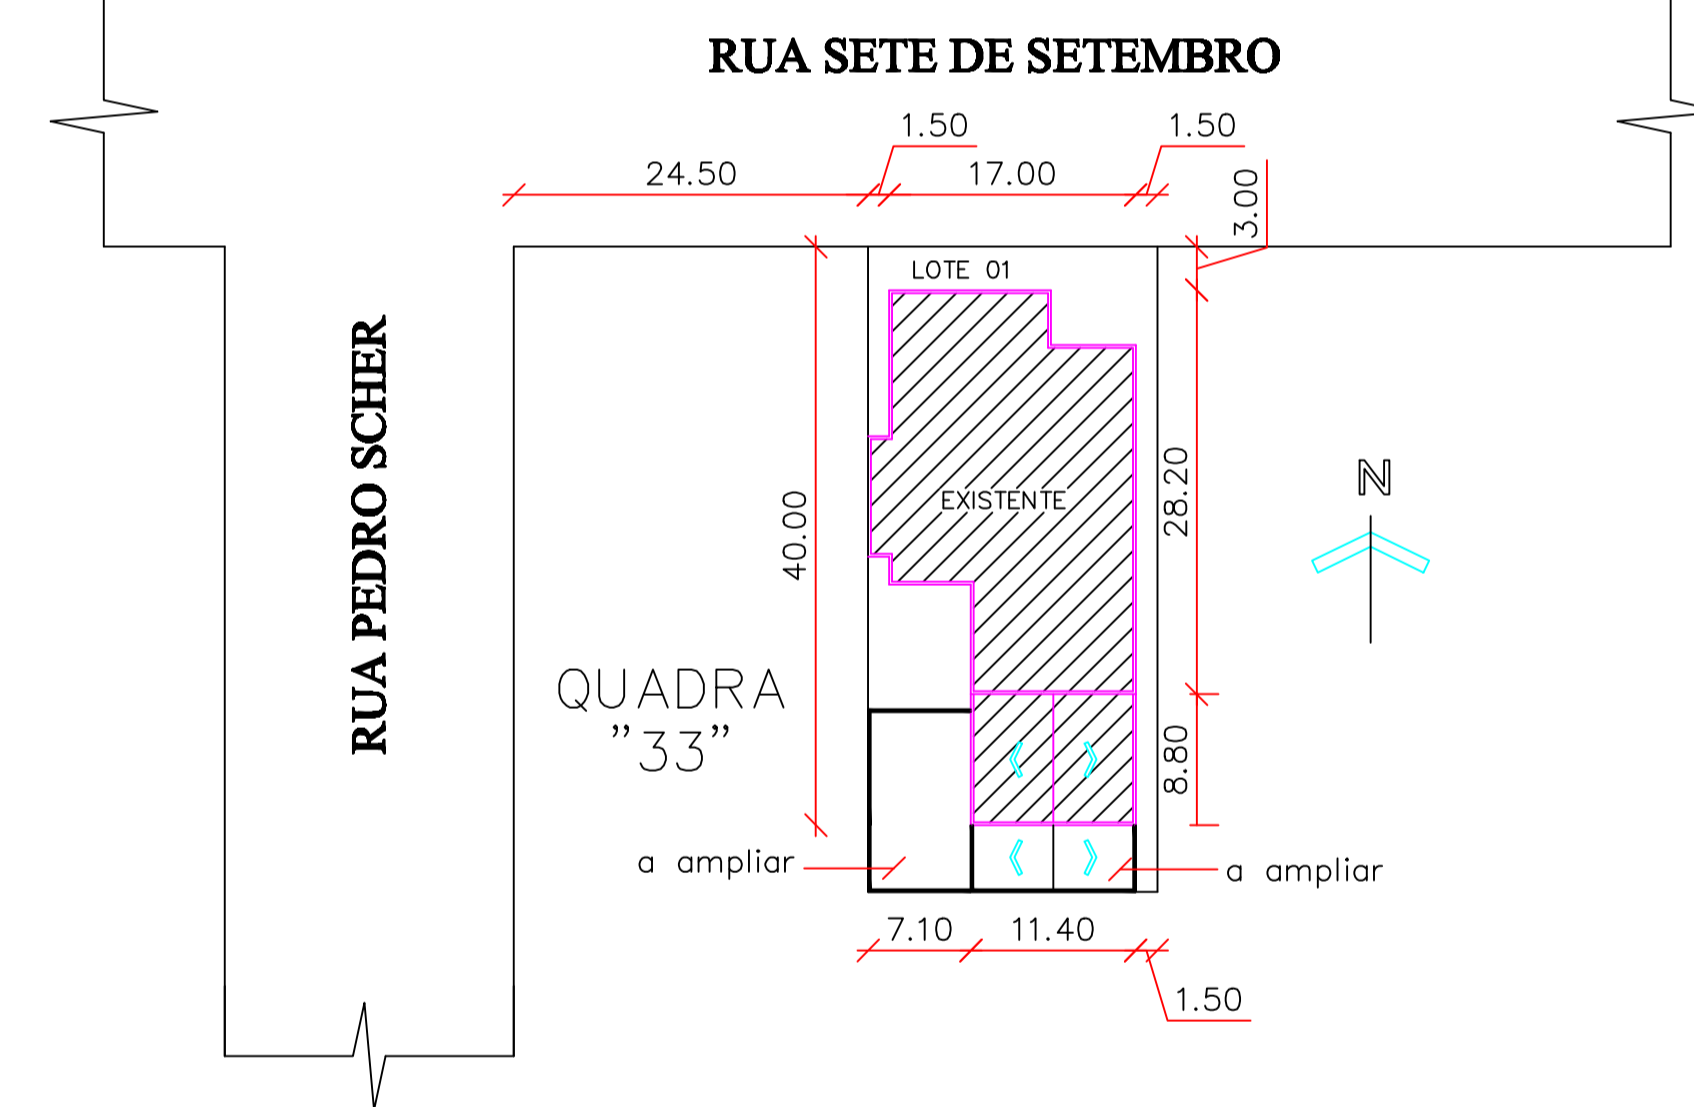 RUA SETE DE SETEMBRO
1.50
1.50
24.50
17.00
3.00
LOTE 01
RUA PEDRO SCHER
EXISTENTE
28.20
N
40.00
QUADRA
"33"
8.80
a ampliar
a ampliar
7.10
11.40
1.50